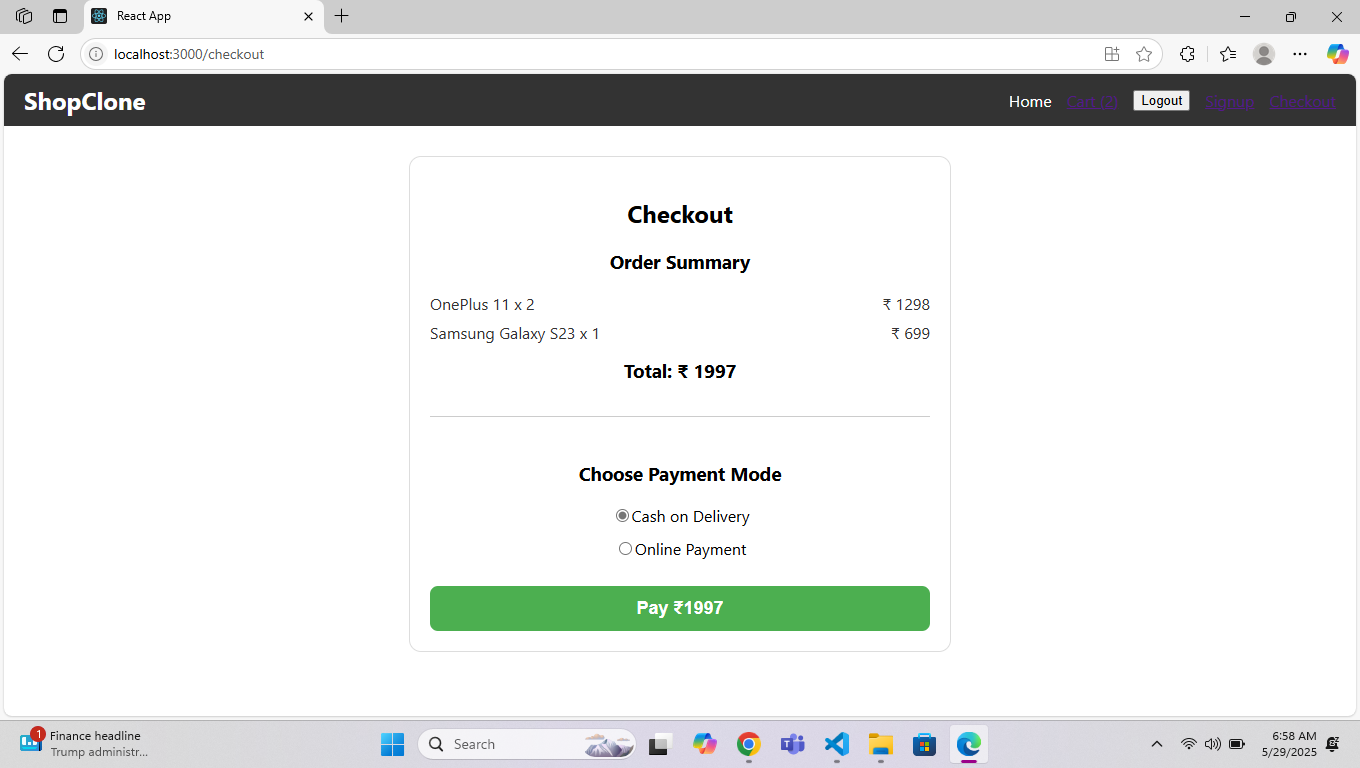 React App
localhost:3000/checkout
ShopClone
Home Cart (2) Logout Signup Checkout
Checkout
Order Summary
OnePlus 11 x 2 ₹ 1298
Samsung Galaxy S23 x 1 ₹ 699
Total: ₹ 1997
Choose Payment Mode
Cash on Delivery
Online Payment
Pay ₹1997
1
Finance headline
Trump administr...
Search
6:58 AM
5/29/2025